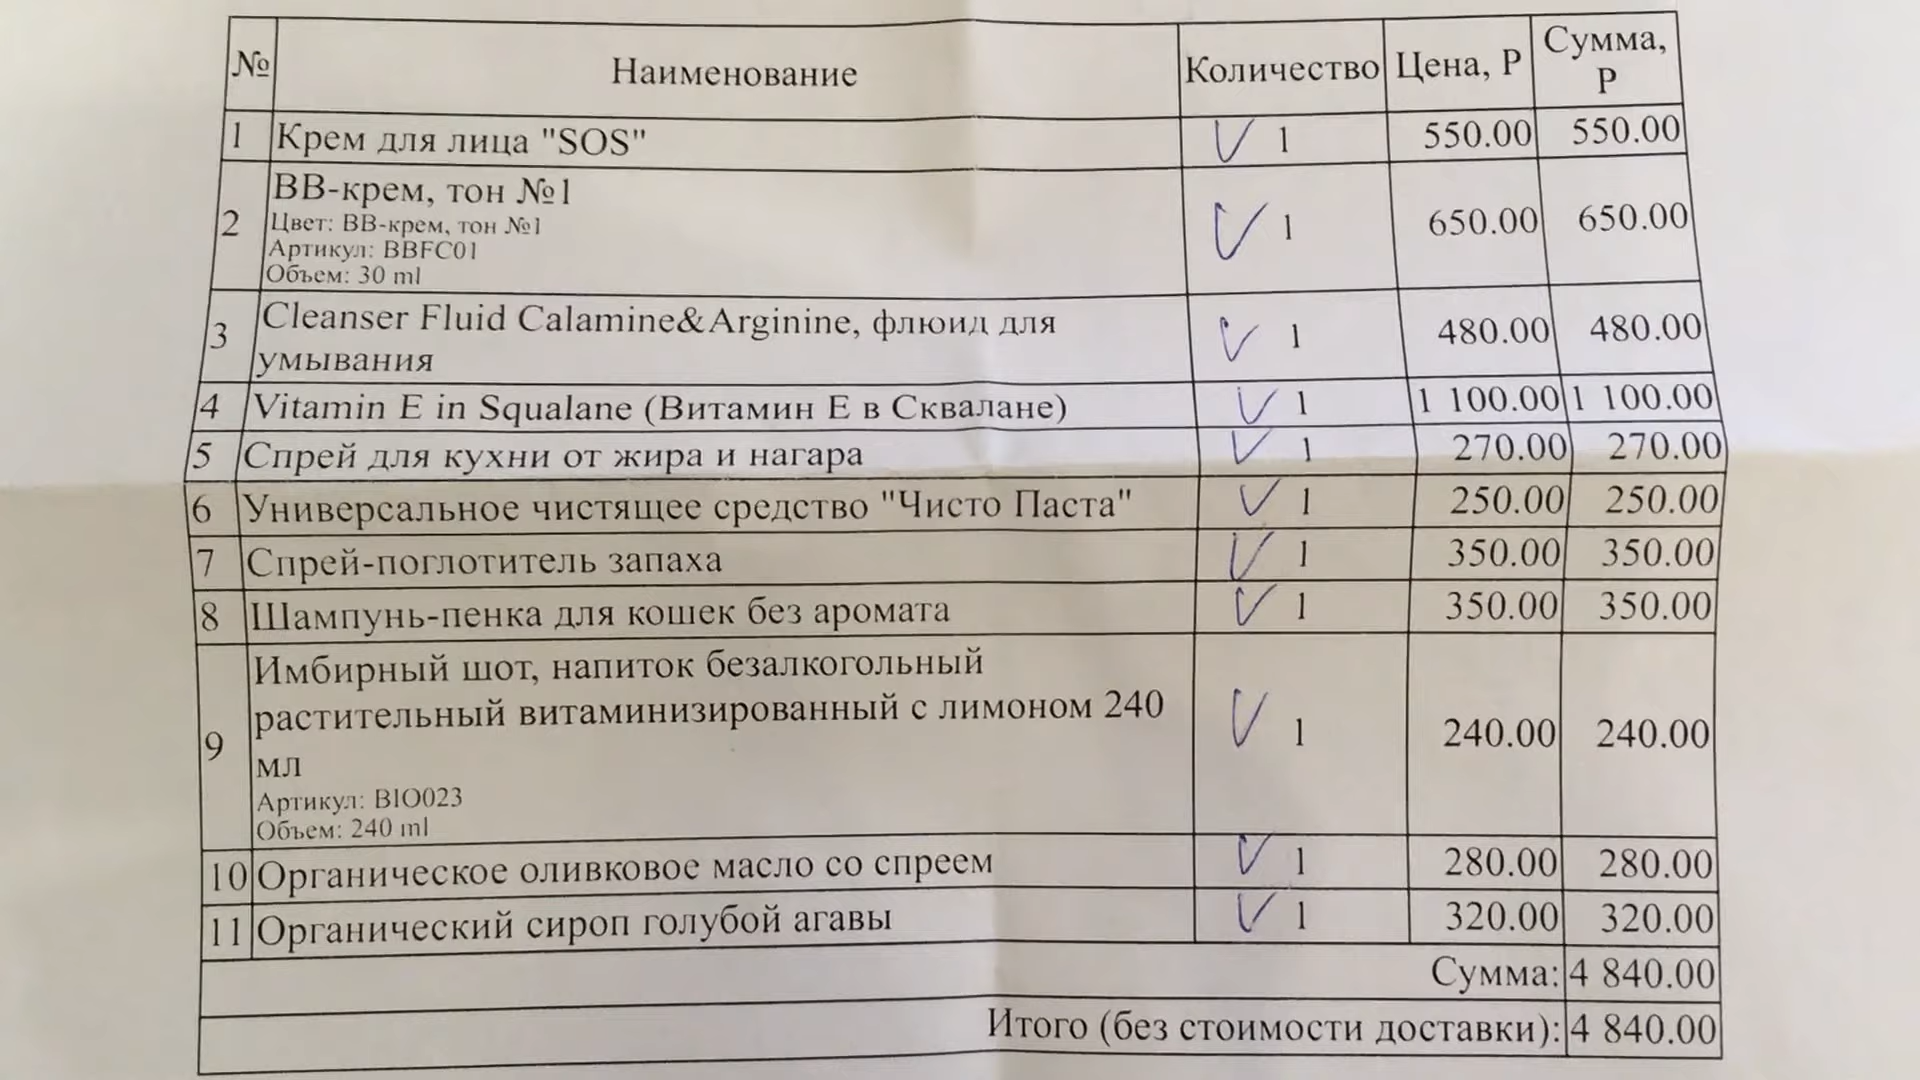 № Наименование Количество Цена, Р Сумма, Р
1 Крем для лица "SOS" 1 550.00 550.00
2 ВВ-крем, тон №1 1 650.00 650.00
Цвет: ВВ-крем, тон №1
Артикул: BBFC01
Объем: 30 ml
3 Cleanser Fluid Calamine&Arginine, флюид для 1 480.00 480.00
умывания
4 Vitamin E in Squalane (Витамин Е в Сквалане) 1 1 100.00 1 100.00
5 Спрей для кухни от жира и нагара 1 270.00 270.00
6 Универсальное чистящее средство "Чисто Паста" 1 250.00 250.00
7 Спрей-поглотитель запаха 1 350.00 350.00
8 Шампунь-пенка для кошек без аромата 1 350.00 350.00
9 Имбирный шот, напиток безалкогольный
растительный витаминизированный с лимоном 240 1 240.00 240.00
мл
Артикул: BIO023
Объем: 240 ml
10 Органическое оливковое масло со спреем 1 280.00 280.00
11 Органический сироп голубой агавы 1 320.00 320.00
Сумма: 4 840.00
Итого (без стоимости доставки): 4 840.00